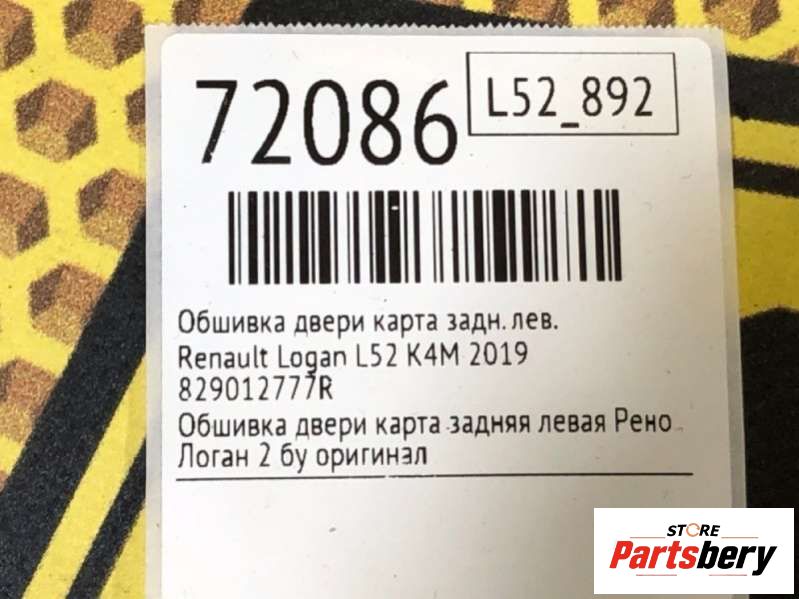 72086
L52_892
Обшивка двери карта задн. лев.
Renault Logan L52 K4M 2019
829012777R
Обшивка двери карта задняя левая Рено
Логан 2 бу оригинал
STORE
Partsbery